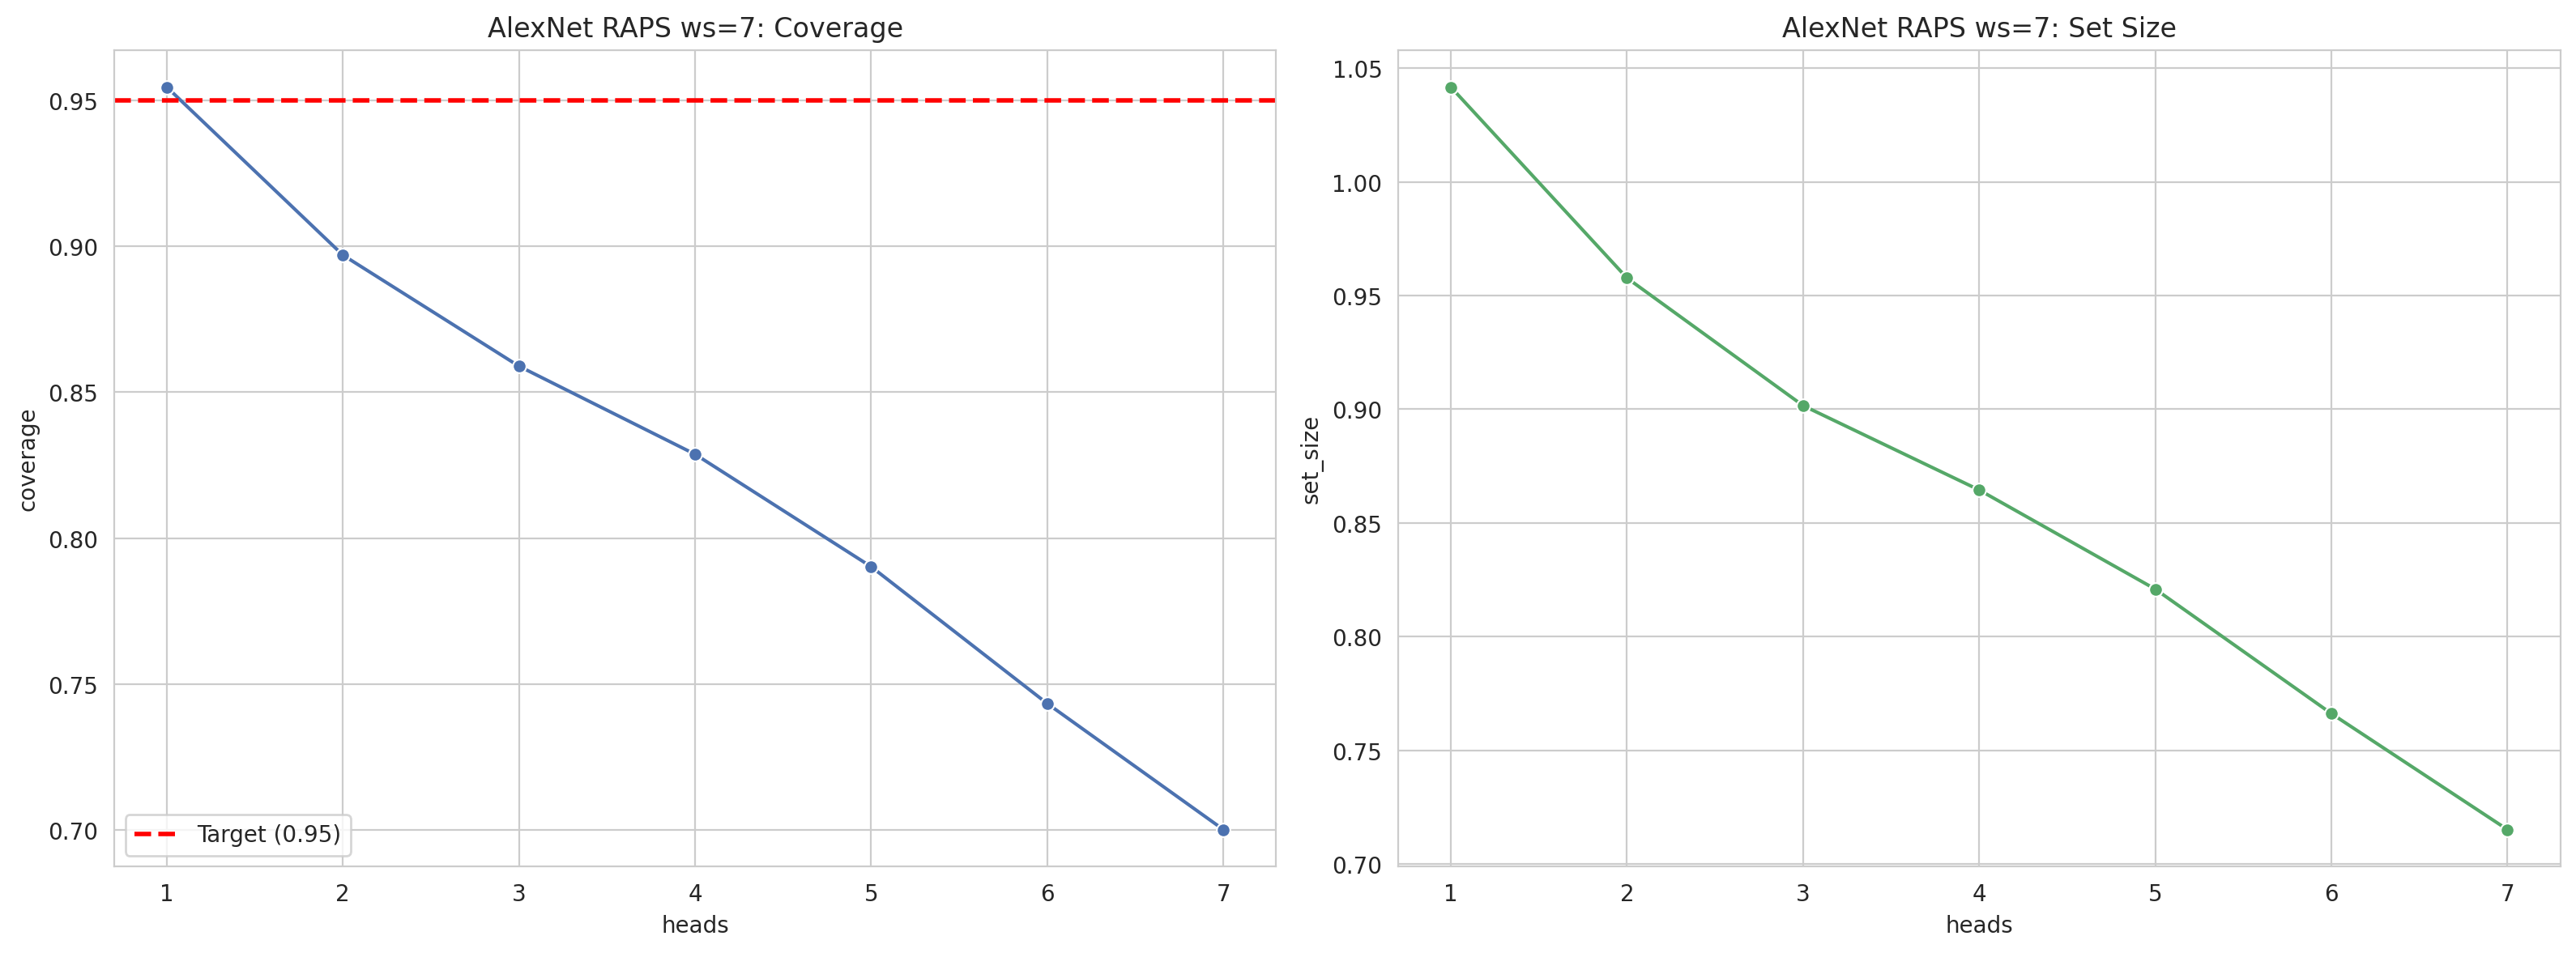 AlexNet RAPS ws=7: Coverage
coverage
0.95
0.90
0.85
0.80
0.75
0.70
Target (0.95)
1 2 3 4 5 6 7
heads
AlexNet RAPS ws=7: Set Size
set_size
1.05
1.00
0.95
0.90
0.85
0.80
0.75
0.70
1 2 3 4 5 6 7
heads